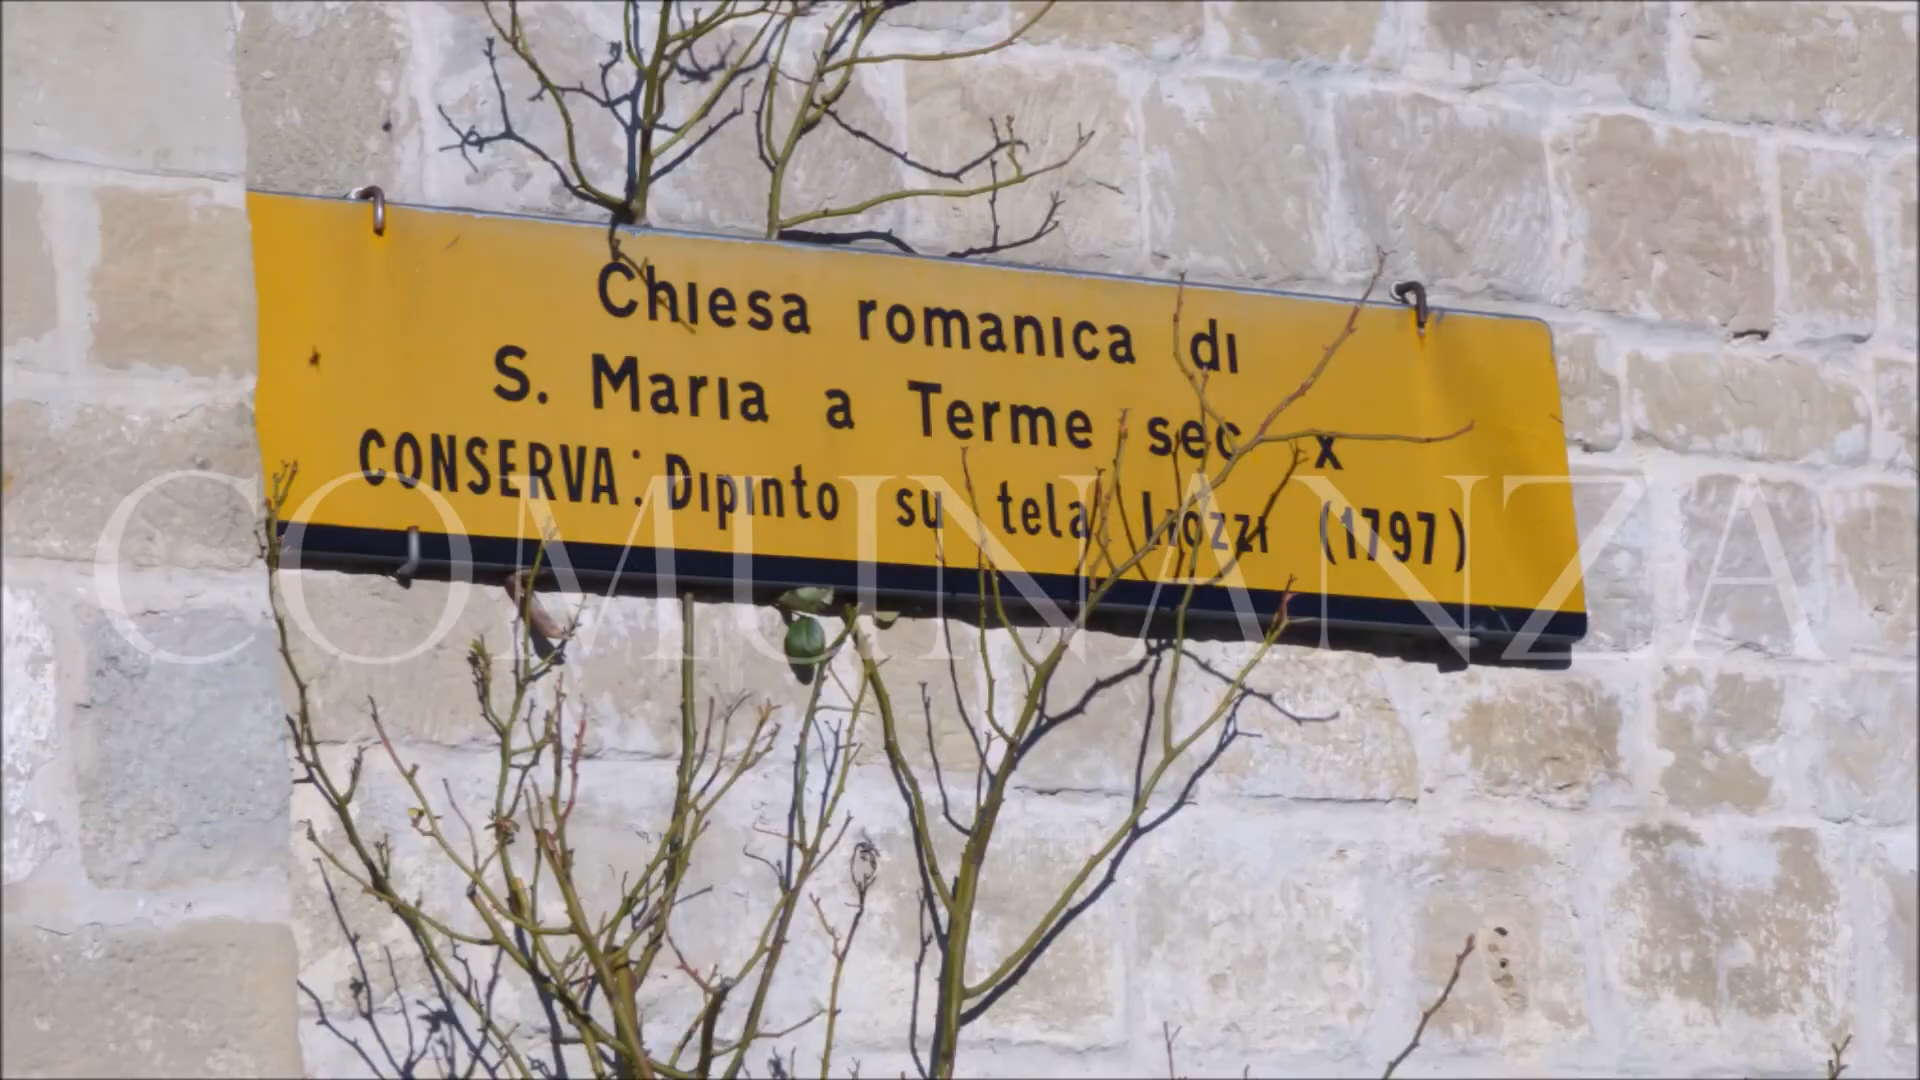 Chiesa romanica di
S. Maria a Terme sec x
CONSERVA: Dipinto su tela (1797)
COMUNANZA